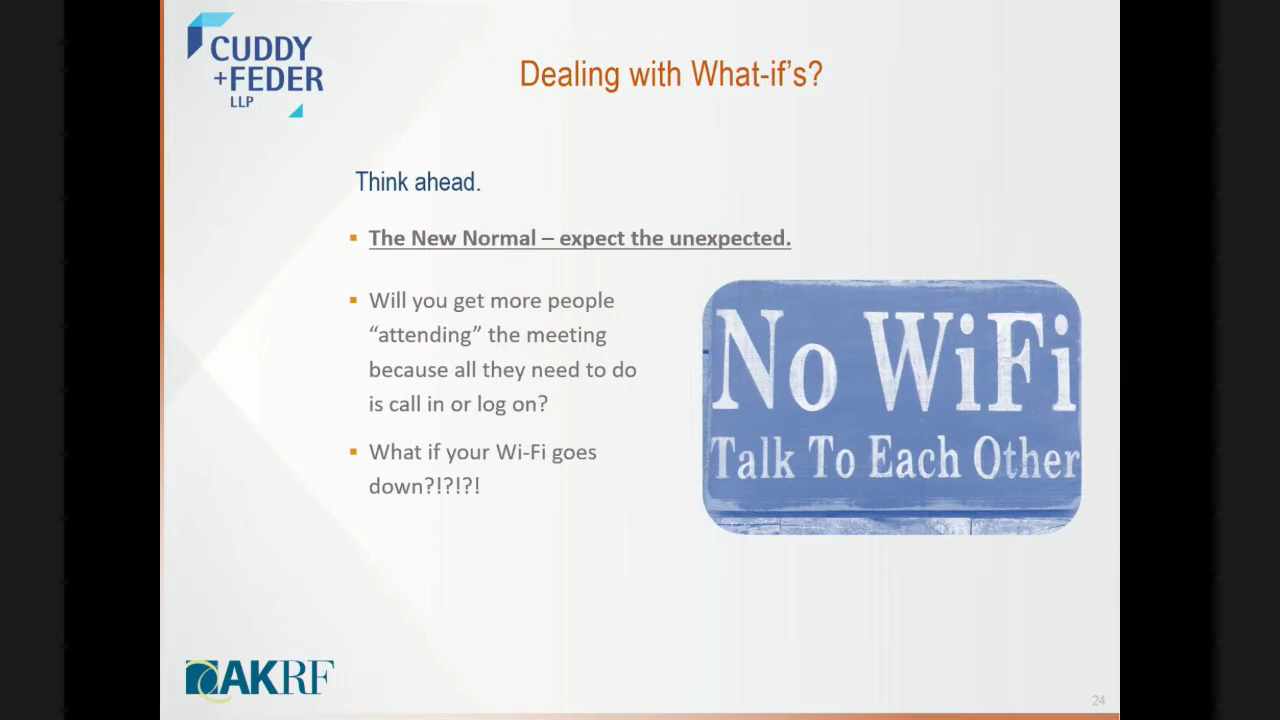 CUDDY
+FEDER
LLP
Dealing with What-if’s?
Think ahead.
The New Normal – expect the unexpected.
Will you get more people
“attending” the meeting
because all they need to do
is call in or log on?
What if your Wi-Fi goes
down?!?!?!
No WiFi
Talk To Each Other
AKRF
24